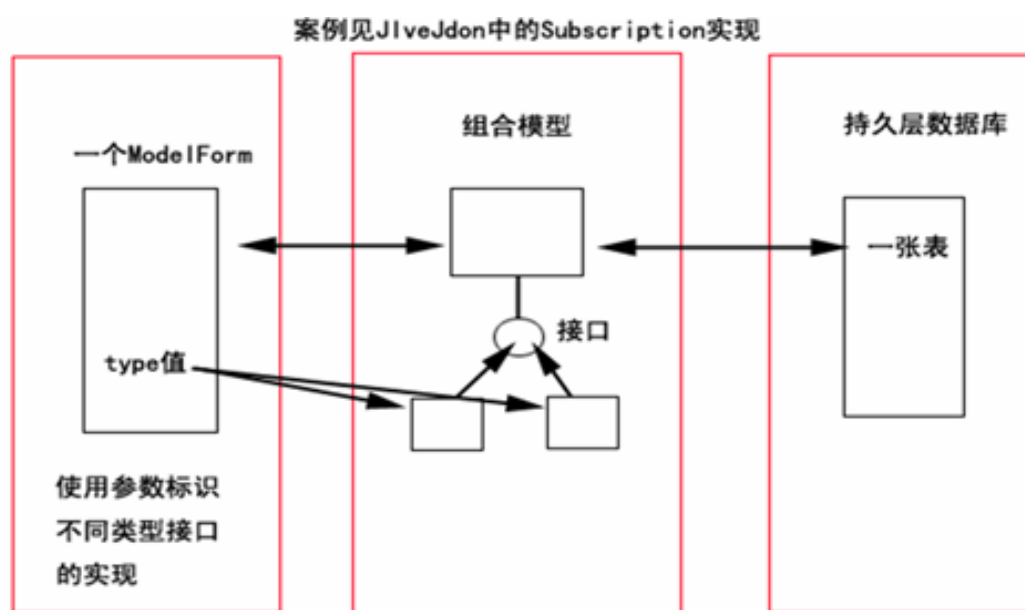 案例见JIveJdon中的Subscription实现
一个ModelForm
type值
使用参数标识
不同类型接口
的实现
组合模型
接口
持久层数据库
一张表